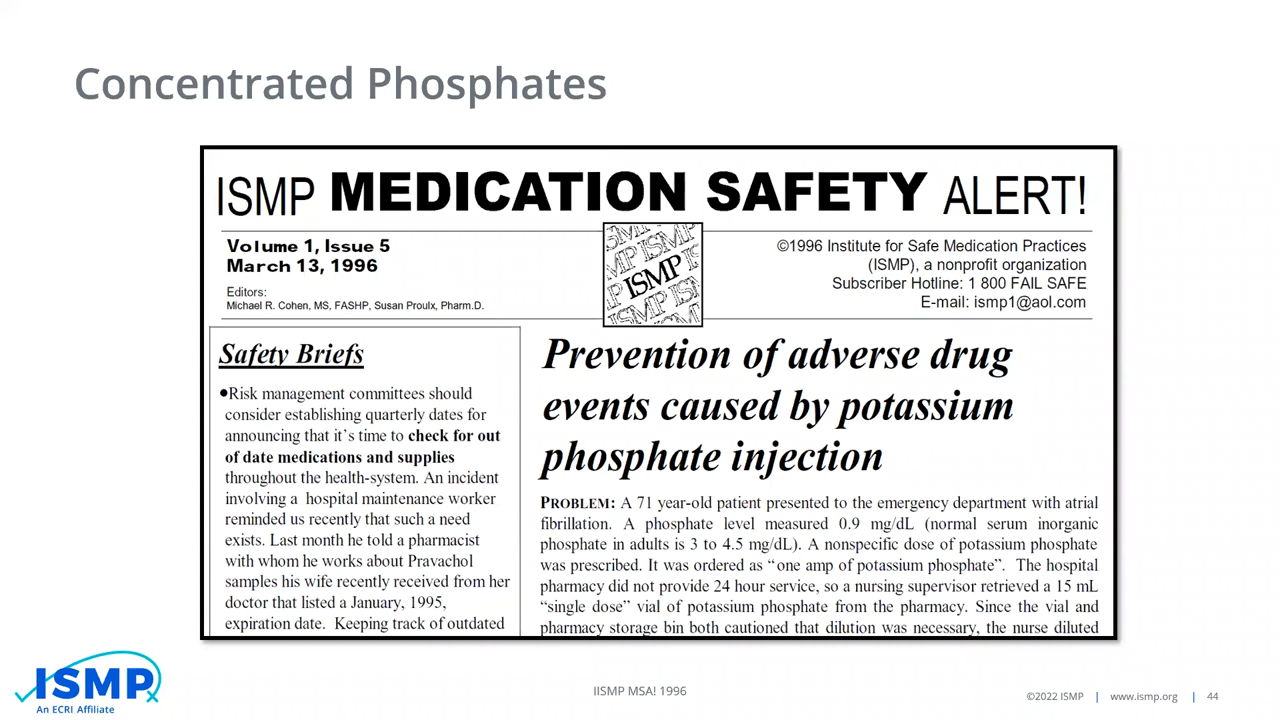 Concentrated Phosphates
ISMP MEDICATION SAFETY ALERT!
Volume 1, Issue 5
March 13, 1996
Editors:
Michael R. Cohen, MS, FASHP, Susan Proulx, Pharm.D.
ISMP
©1996 Institute for Safe Medication Practices
(ISMP), a nonprofit organization
Subscriber Hotline: 1 800 FAIL SAFE
E-mail: ismp1@aol.com
Safety Briefs
●Risk management committees should
consider establishing quarterly dates for
announcing that it's time to check for out
of date medications and supplies
throughout the health-system. An incident
involving a hospital maintenance worker
reminded us recently that such a need
exists. Last month he told a pharmacist
with whom he works about Pravachol
samples his wife recently received from her
doctor that listed a January, 1995,
expiration date. Keeping track of outdated
Prevention of adverse drug
events caused by potassium
phosphate injection
PROBLEM: A 71 year-old patient presented to the emergency department with atrial
fibrillation. A phosphate level measured 0.9 mg/dL (normal serum inorganic
phosphate in adults is 3 to 4.5 mg/dL). A nonspecific dose of potassium phosphate
was prescribed. It was ordered as "one amp of potassium phosphate". The hospital
pharmacy did not provide 24 hour service, so a nursing supervisor retrieved a 15 mL
"single dose" vial of potassium phosphate from the pharmacy. Since the vial and
pharmacy storage bin both cautioned that dilution was necessary, the nurse diluted
ISMP
An ECRI Affiliate
IISMP MSA! 1996
©2022 ISMP | www.ismp.org | 44